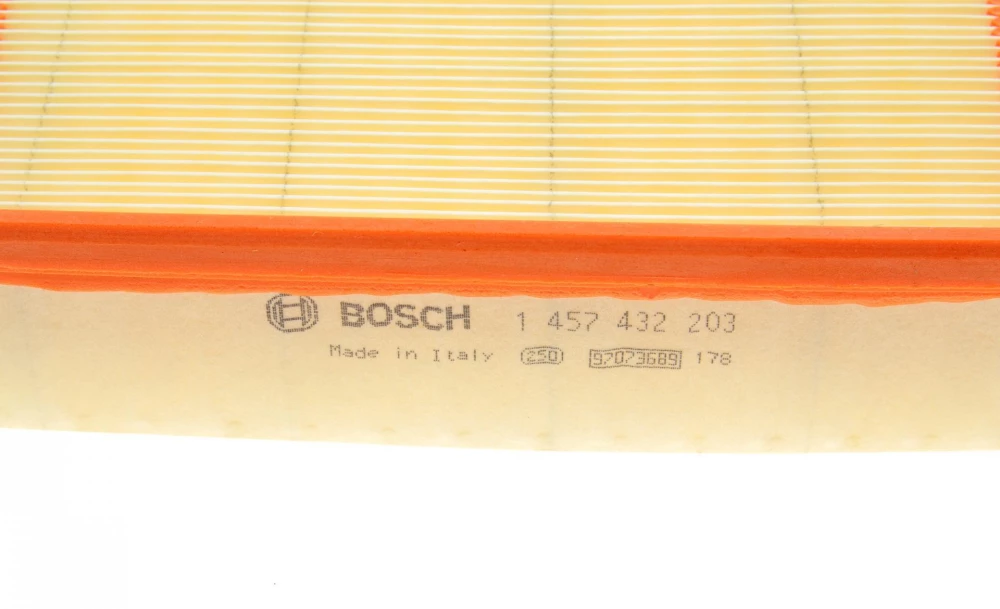 BOSCH 1 457 432 203
Made in Italy 250 97073689 178